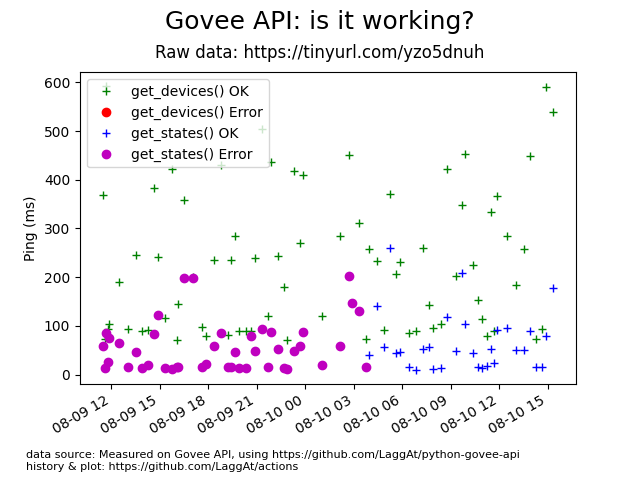 Govee API: is it working?
Raw data: https://tinyurl.com/yzo5dnuh
get_devices() OK
get_devices() Error
get_states() OK
get_states() Error
Ping (ms)
600
500
400
300
200
100
0
08-09 12
08-09 15
08-09 18
08-09 21
08-10 00
08-10 03
08-10 06
08-10 09
08-10 12
08-10 15
data source: Measured on Govee API, using https://github.com/LaggAt/python-govee-api
history & plot: https://github.com/LaggAt/actions